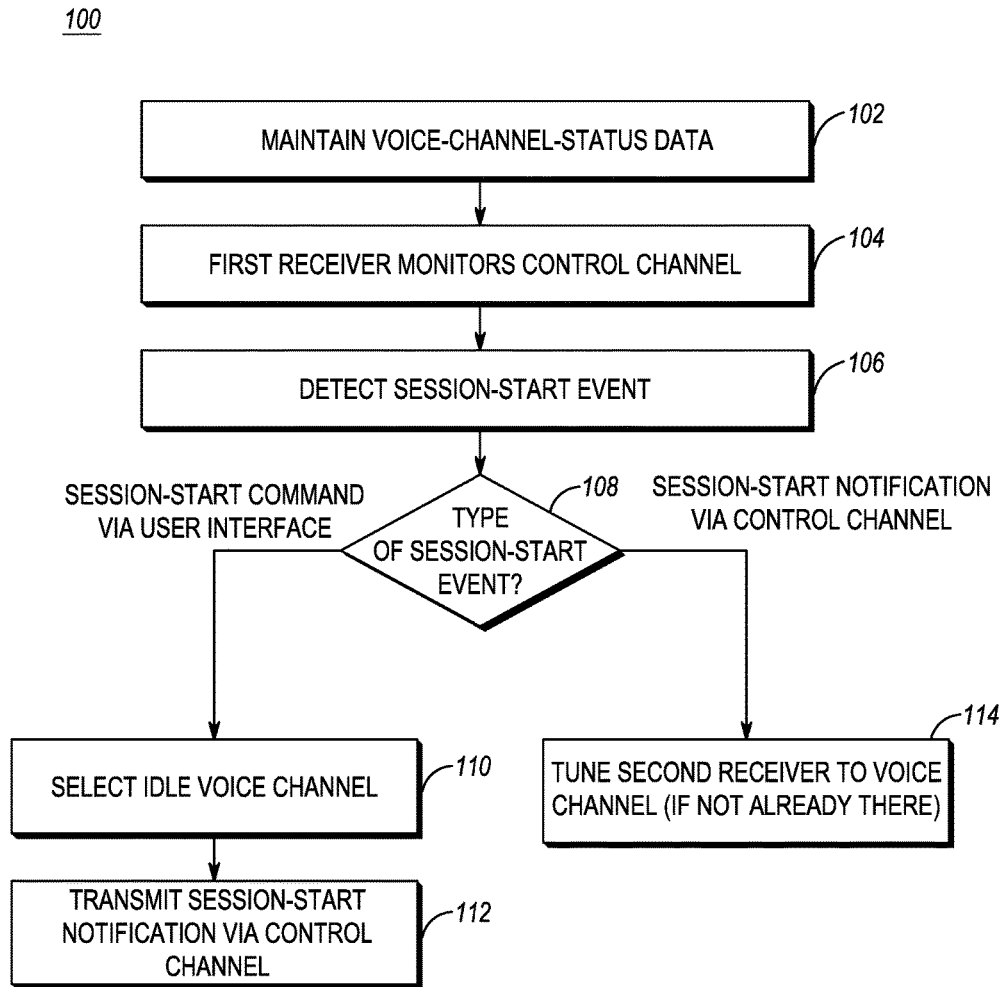 100
MAINTAIN VOICE-CHANNEL-STATUS DATA
102
FIRST RECEIVER MONITORS CONTROL CHANNEL
104
DETECT SESSION-START EVENT
106
SESSION-START COMMAND
VIA USER INTERFACE
108
TYPE
OF SESSION-START
EVENT?
SESSION-START NOTIFICATION
VIA CONTROL CHANNEL
SELECT IDLE VOICE CHANNEL
110
TUNE SECOND RECEIVER TO VOICE
CHANNEL (IF NOT ALREADY THERE)
114
TRANSMIT SESSION-START
NOTIFICATION VIA CONTROL
CHANNEL
112